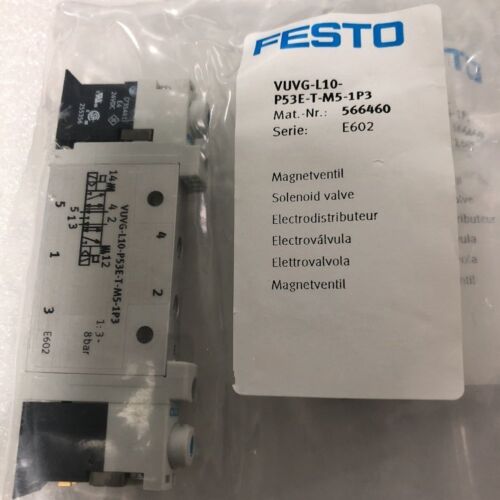 FESTO
VUVG-L10-
P53E-T-M5-1P3
Mat.-Nr.: 566460
Serie: E602
Magnetventil
Solenoid valve
Electrodistributeur
Electroválvula
Elettrovalvola
Magnetventil
24VDC
14
4 2
5 1 3
12
VUVG-L10-P53E-T-M5-1P3
5
1
3
4
2
1: 3-
8bar
E602